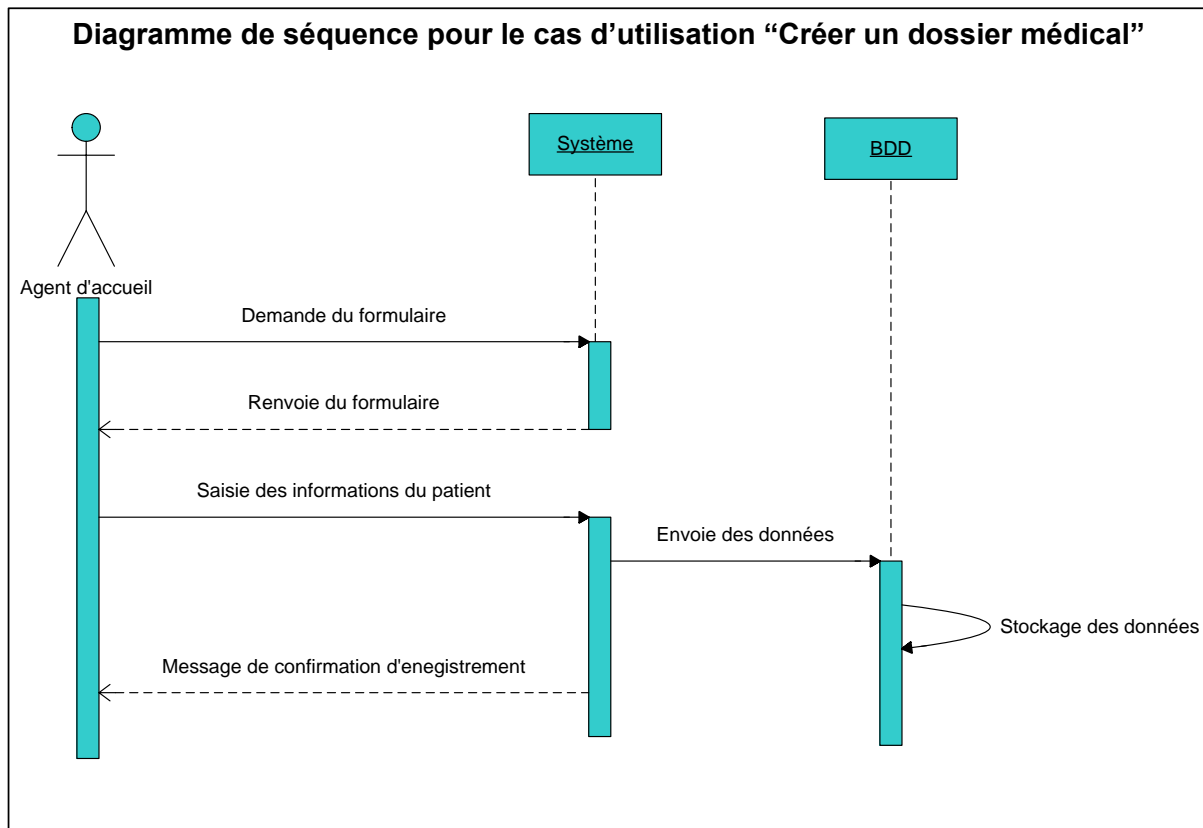 Diagramme de séquence pour le cas d’utilisation “Créer un dossier médical”
Système
BDD
Agent d'accueil
Demande du formulaire
Renvoie du formulaire
Saisie des informations du patient
Envoie des données
Stockage des données
Message de confirmation d'enegistrement